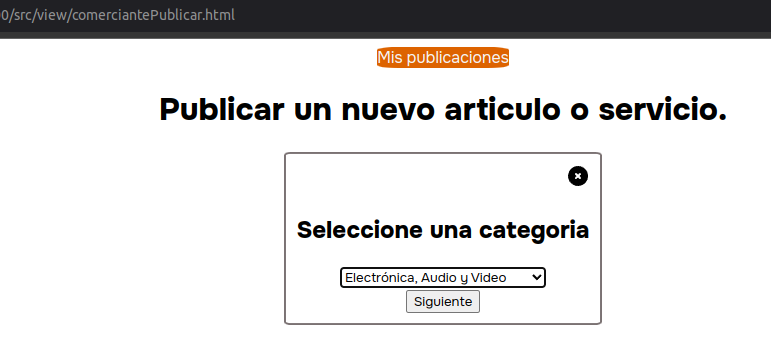 0/src/view/comerciantePublicar.html
Mis publicaciones
Publicar un nuevo articulo o servicio.
Seleccione una categoria
Electrónica, Audio y Video
Siguiente